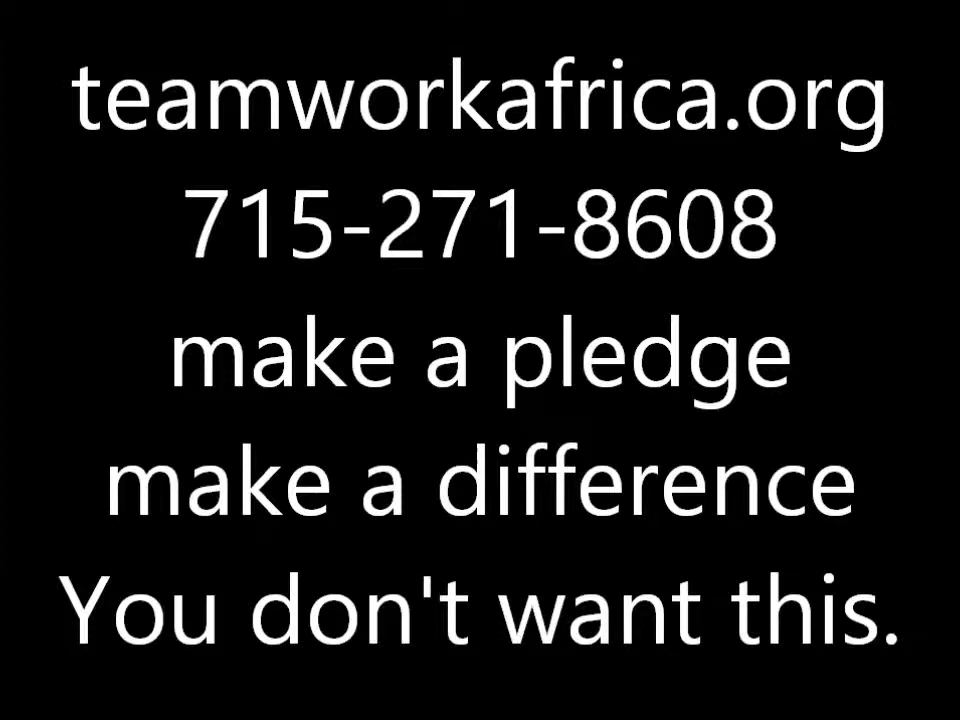 teamworkafrica.org
715-271-8608
make a pledge
make a difference
You don't want this.